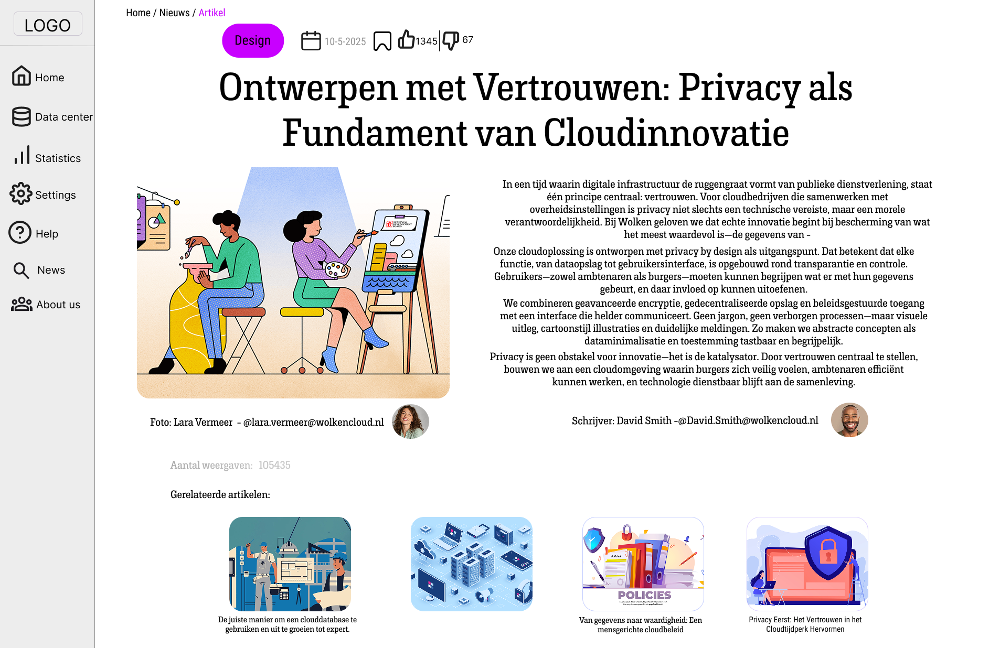 LOGO
Home
Data center
Statistics
Settings
Help
News
About us
Home / Nieuws / Artikel
Design
10-5-2025
1345
67
Ontwerpen met Vertrouwen: Privacy als
Fundament van Cloudinnovatie
HOUSING &
DEVELOPMENT
BOARD
In een tijd waarin digitale infrastructuur de ruggengraat vormt van publieke dienstverlening, staat
één principe centraal: vertrouwen. Voor cloudbedrijven die samenwerken met
overheidsinstellingen is privacy niet slechts een technische vereiste, maar een morele
verantwoordelijkheid. Bij Wolken geloven we dat echte innovatie begint bij bescherming van wat
het meest waardevol is—de gegevens van -
Onze cloudoplossing is ontworpen met privacy by design als uitgangspunt. Dat betekent dat elke
functie, van dataopslag tot gebruikersinterface, is opgebouwd rond transparantie en controle.
Gebruikers—zowel ambtenaren als burgers—moeten kunnen begrijpen wat er met hun gegevens
gebeurt, en daar invloed op kunnen uitoefenen.
We combineren geavanceerde encryptie, gedecentraliseerde opslag en beleidsgestuurde toegang
met een interface die helder communiceert. Geen jargon, geen verborgen processen—maar visuele
uitleg, cartoonstijl illustraties en duidelijke meldingen. Zo maken we abstracte concepten als
dataminimalisatie en toestemming tastbaar en begrijpelijk.
Privacy is geen obstakel voor innovatie—het is de katalysator. Door vertrouwen centraal te stellen,
bouwen we aan een cloudomgeving waarin burgers zich veilig voelen, ambtenaren efficiënt
kunnen werken, en technologie dienstbaar blijft aan de samenleving.
Foto: Lara Vermeer - @lara.vermeer@wolkencloud.nl
Schrijver: David Smith -@David.Smith@wolkencloud.nl
Aantal weergaven: 105435
Gerelateerde artikelen:
Policies
POLICIES
De juiste manier om een clouddatabase te
gebruiken en uit te groeien tot expert.
Van gegevens naar waardigheid: Een
mensgerichte cloudbeleid
Privacy Eerst: Het Vertrouwen in het
Cloudtijdperk Hervormen